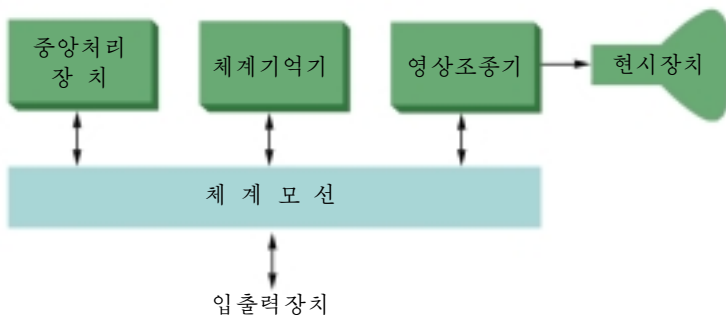 중앙처리
장 치
체계기억기
영상조종기
현시장치
체 계 모 선
입출력장치